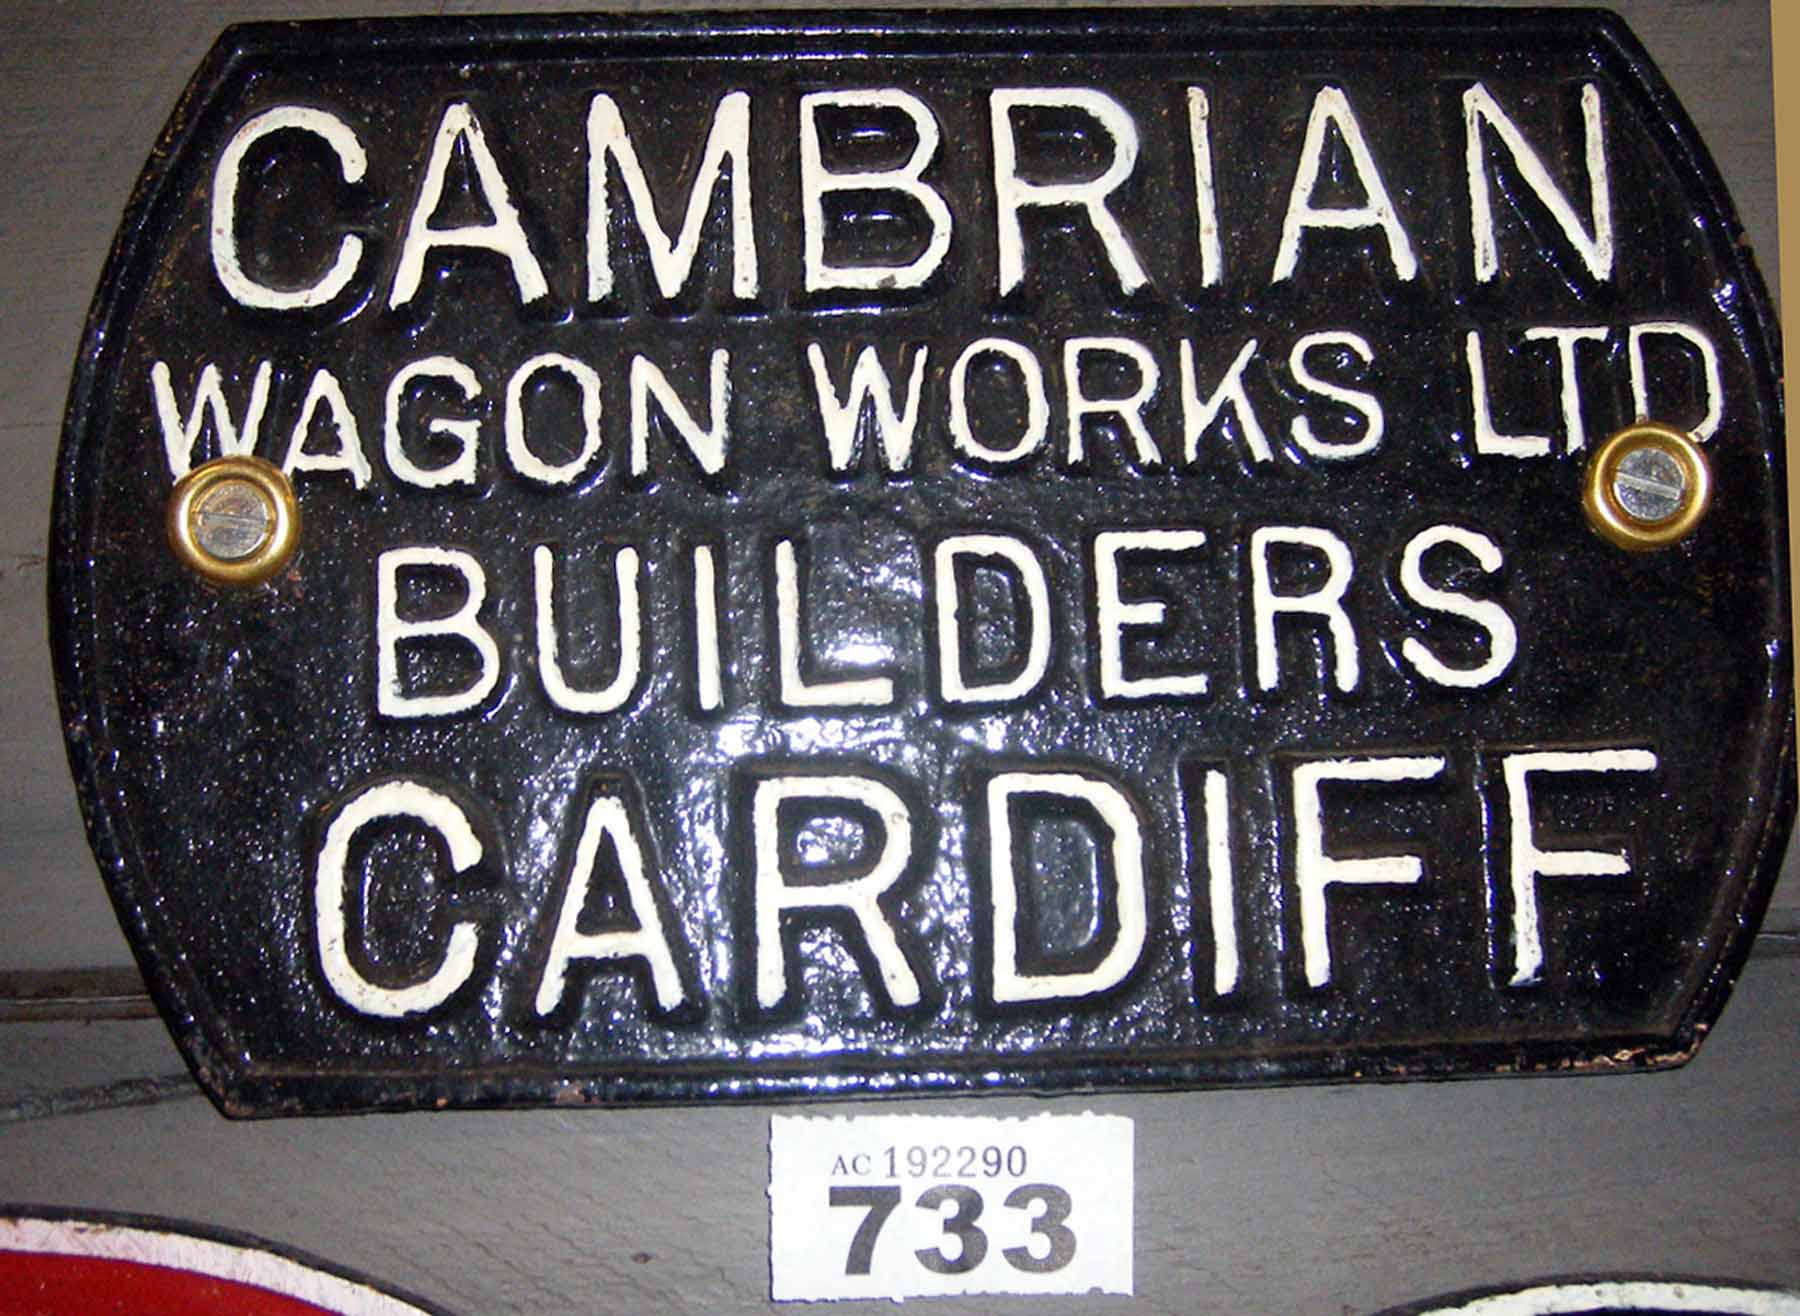 CAMBRIAN
WAGON WORKS LTD
BUILDERS
CARDIFF
AC 192290
733